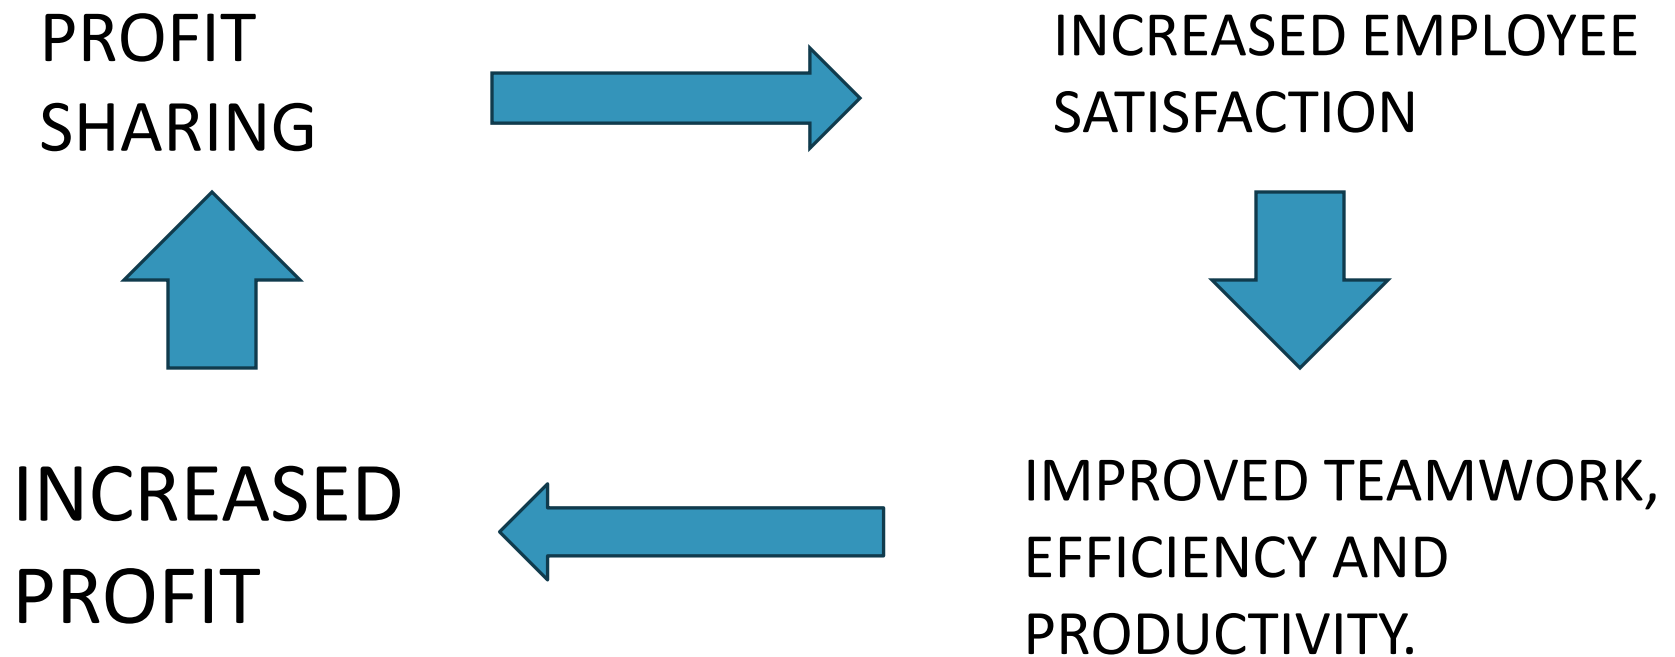 PROFIT
SHARING
INCREASED EMPLOYEE
SATISFACTION
INCREASED
PROFIT
IMPROVED TEAMWORK,
EFFICIENCY AND
PRODUCTIVITY.